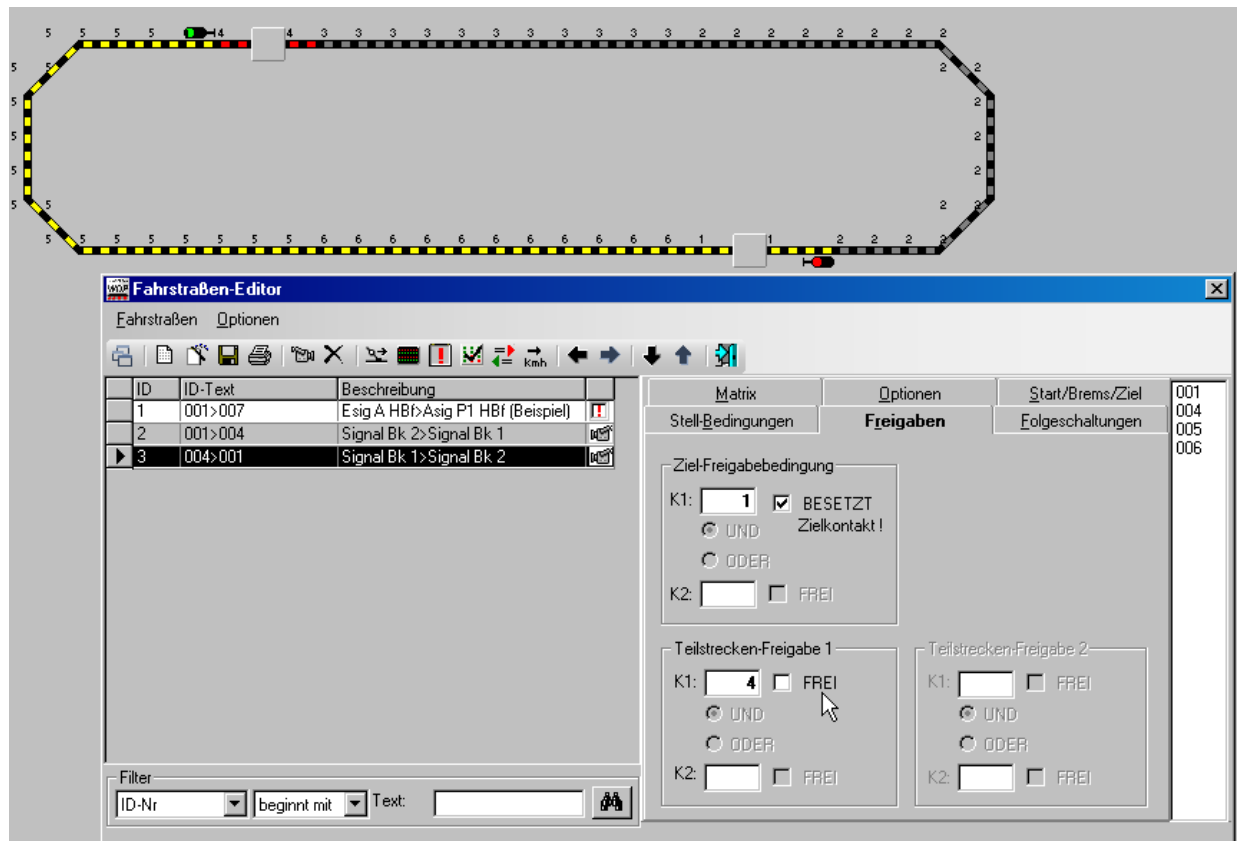 5 5 5 5 4 4 3 3 3 3 3 3 3 3 3 3 3 2 2 2 2 2 2 2 2
5 5 2 2
5 2
5 2
5 2
5 5 2 2
5 5 5 5 5 5 5 5 6 6 6 6 6 6 6 6 6 6 6 1 1 2 2 2 2
Fahrstraßen-Editor
Fahrstraßen Optionen
Kmh
ID ID-Text Beschreibung
1 001>007 Esig A HBf>Asig P1 HBf (Beispiel)
2 001>004 Signal Bk 2>Signal Bk 1
3 004>001 Signal Bk 1>Signal Bk 2
Matrix Optionen Start/Brems/Ziel
Stell-Bedingungen Freigaben Folgeschaltungen
001
004
005
006
Ziel-Freigabebedingung
K1: 1 BESETZT
UND Zielkontakt !
ODER
K2: FREI
Teilstrecken-Freigabe 1
K1: 4 FREI
UND
ODER
K2: FREI
Teilstrecken-Freigabe 2
K1: FREI
UND
ODER
K2: FREI
Filter
ID-Nr beginnt mit Text: